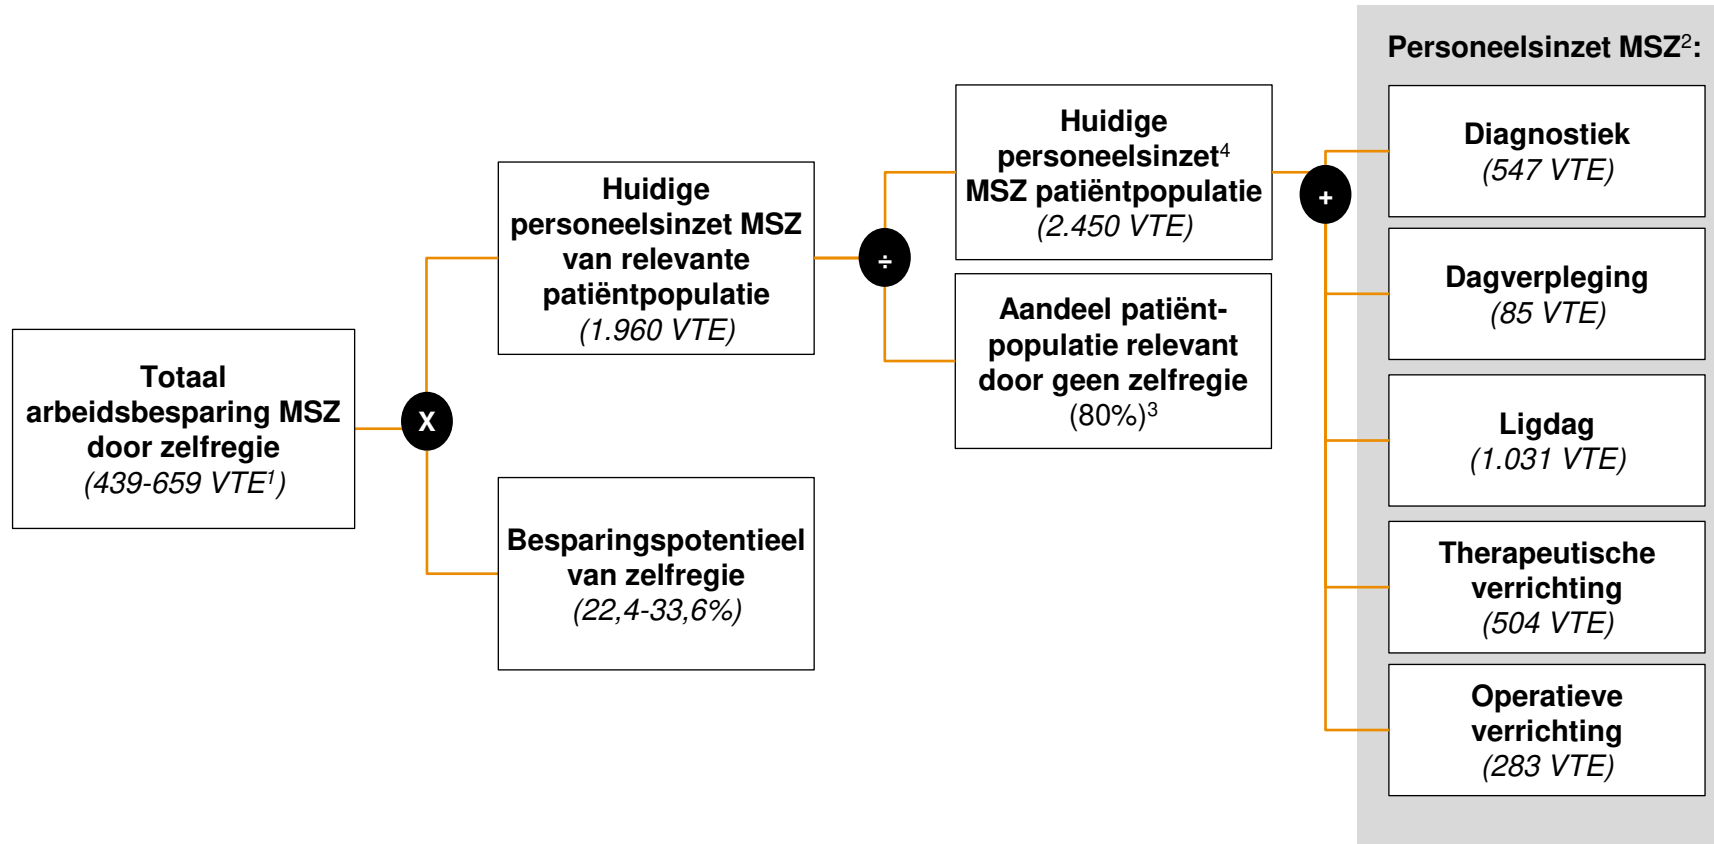 Totaal
arbeidsbesparing MSZ
door zelfregie
(439-659 VTE¹)
X
Huidige
personeelsinzet MSZ
van relevante
patiëntpopulatie
(1.960 VTE)
Besparingspotentieel
van zelfregie
(22,4-33,6%)
÷
Huidige
personeelsinzet⁴
MSZ patiëntpopulatie
(2.450 VTE)
Aandeel patiënt-
populatie relevant
door geen zelfregie
(80%)³
+
Personeelsinzet MSZ²:
Diagnostiek
(547 VTE)
Dagverpleging
(85 VTE)
Ligdag
(1.031 VTE)
Therapeutische
verrichting
(504 VTE)
Operatieve
verrichting
(283 VTE)